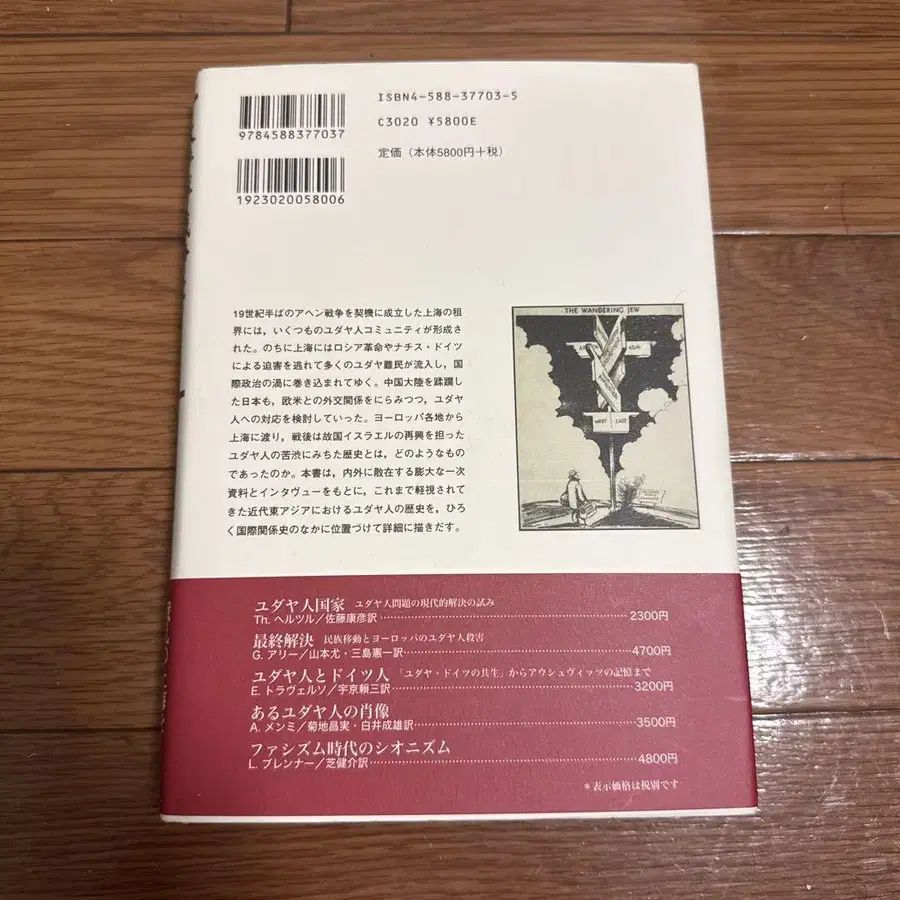 ISBN4-588-37703-5
C3020 ¥5800E
定価（本体5800円＋税）
9784588377037
1923020058006
19世紀半ばのアヘン戦争を契機に成立した上海の租
界には，いくつものユダヤ人コミュニティが形成さ
れた。のちに上海にはロシア革命やナチス・ドイツ
による迫害を逃れて多くのユダヤ難民が流入し，国
際政治の渦に巻き込まれてゆく。中国大陸を蹂躙し
た日本も，欧米との外交関係をにらみつつ，ユダヤ
人への対応を検討していった。ヨーロッパ各地から
上海に渡り，戦後は故国イスラエルの再興を担った
ユダヤ人の苦渋にみちた歴史とは，どのようなもの
であったのか。本書は，内外に散在する膨大な一次
資料とインタヴューをもとに，これまで軽視されて
きた近代東アジアにおけるユダヤ人の歴史を，ひろ
く国際関係史のなかに位置づけて詳細に描きだす。
THE WANDERING JEW
WEST EAST
ユダヤ人国家 ユダヤ人問題の現代的解決の試み
Th. ヘルツル／佐藤康彦訳 2300円
最終解決 民族移動とヨーロッパのユダヤ人殺害
G. アリー／山本尤・三島憲一訳 4700円
ユダヤ人とドイツ人 「ユダヤ・ドイツの共生」からアウシュヴィッツの記憶まで
E. トラヴェルソ／宇京頼三訳 3200円
あるユダヤ人の肖像
A. メンミ／菊地昌実・白井成雄訳 3500円
ファシズム時代のシオニズム
L. ブレンナー／芝健介訳 4800円
＊表示価格は税別です